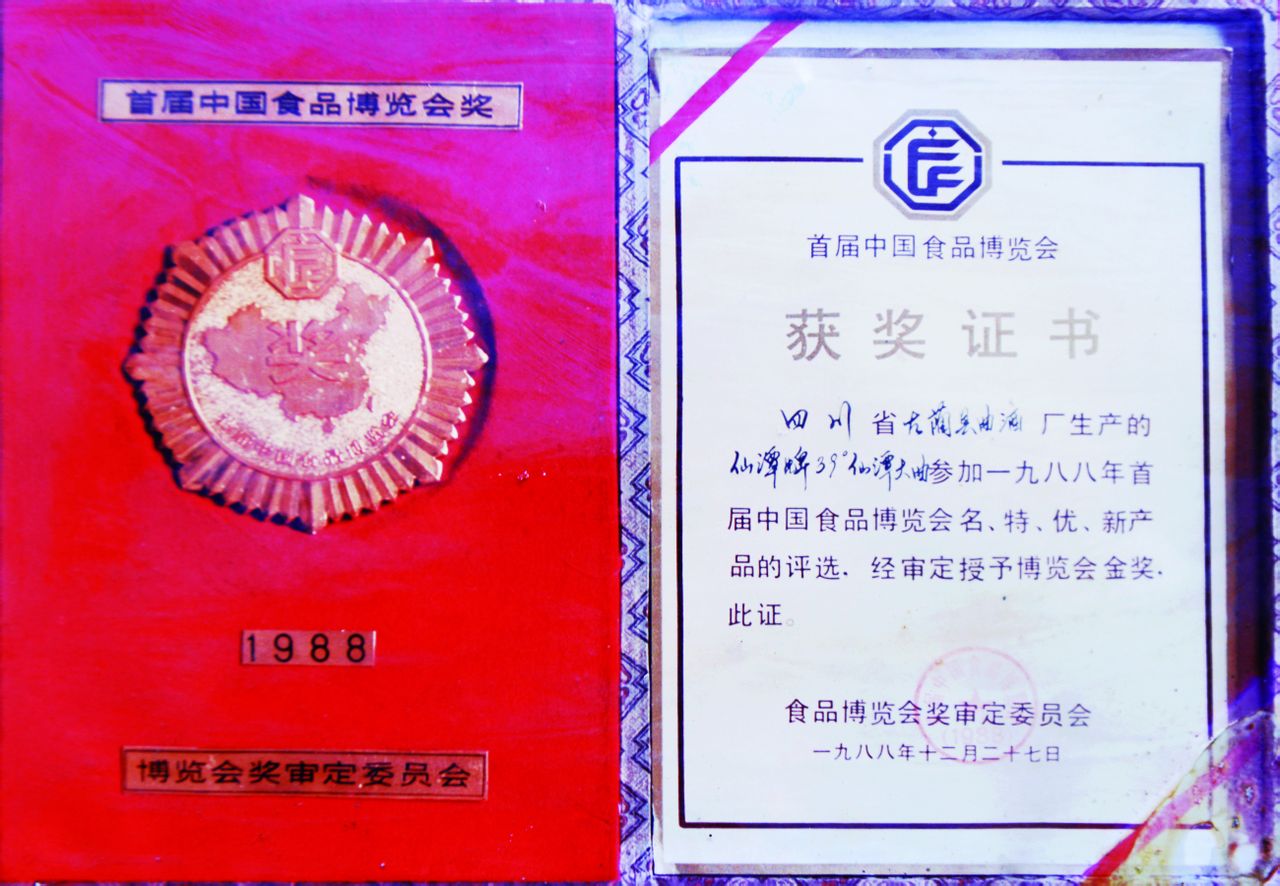 首届中国食品博览会奖
奖
1988
博览会奖审定委员会
首届中国食品博览会
获奖证书
四川省古蔺县曲酒厂生产的
仙潭牌39°仙潭大曲参加一九八八年首
届中国食品博览会名、特、优、新产
品的评选.经审定授予博览会金奖.
此证。
食品博览会奖审定委员会
一九八八年十二月二十七日
(1988)